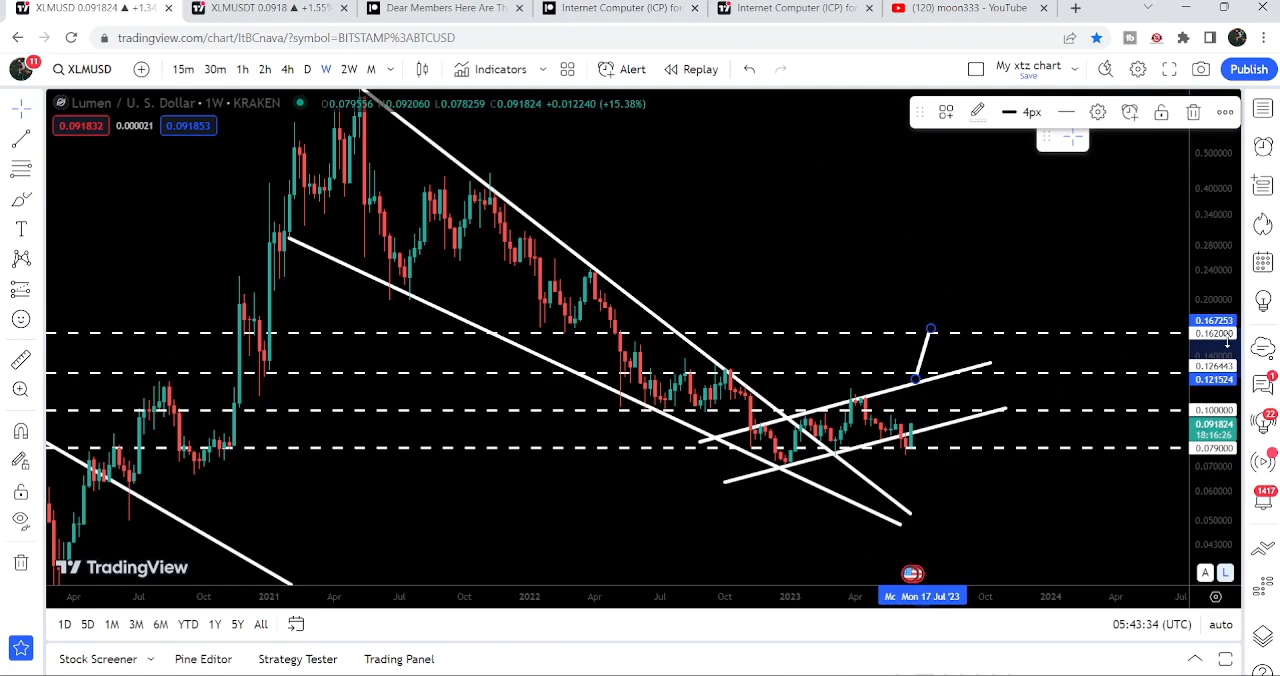 XLMUSD 0.091824 ▲ +1.34
XLMUSDT 0.0918 ▲ +1.55%
Dear Members Here Are Th
Internet Computer (ICP) fo
Internet Computer (ICP) fo
(120) moon333 - YouTube
tradingview.com/chart/ItBCnava/?symbol=BITSTAMP%3ABTCUSD
11
XLMUSD
15m 30m 1h 2h 4h D W 2W M
Indicators
Alert
Replay
My xtz chart
Save
Publish
Lumen / U. S. Dollar • 1W • KRAKEN
O0.079556 H0.092060 L0.078259 C0.091824 +0.012240 (+15.38%)
0.091832 0.000021 0.091853
4px
0.500000
0.400000
0.340000
0.280000
0.240000
0.200000
0.167253
0.162000
0.140000
0.126443
0.121524
0.100000
0.091824
18:16:26
0.079000
0.070000
0.060000
0.050000
0.043000
1
22
1417
TradingView
A L
Apr Jul Oct 2021 Apr Jul Oct 2022 Apr Jul Oct 2023 Apr Mon 17 Jul '23 Oct 2024 Apr Jul
1D 5D 1M 3M 6M YTD 1Y 5Y All
05:43:34 (UTC) auto
Stock Screener Pine Editor Strategy Tester Trading Panel